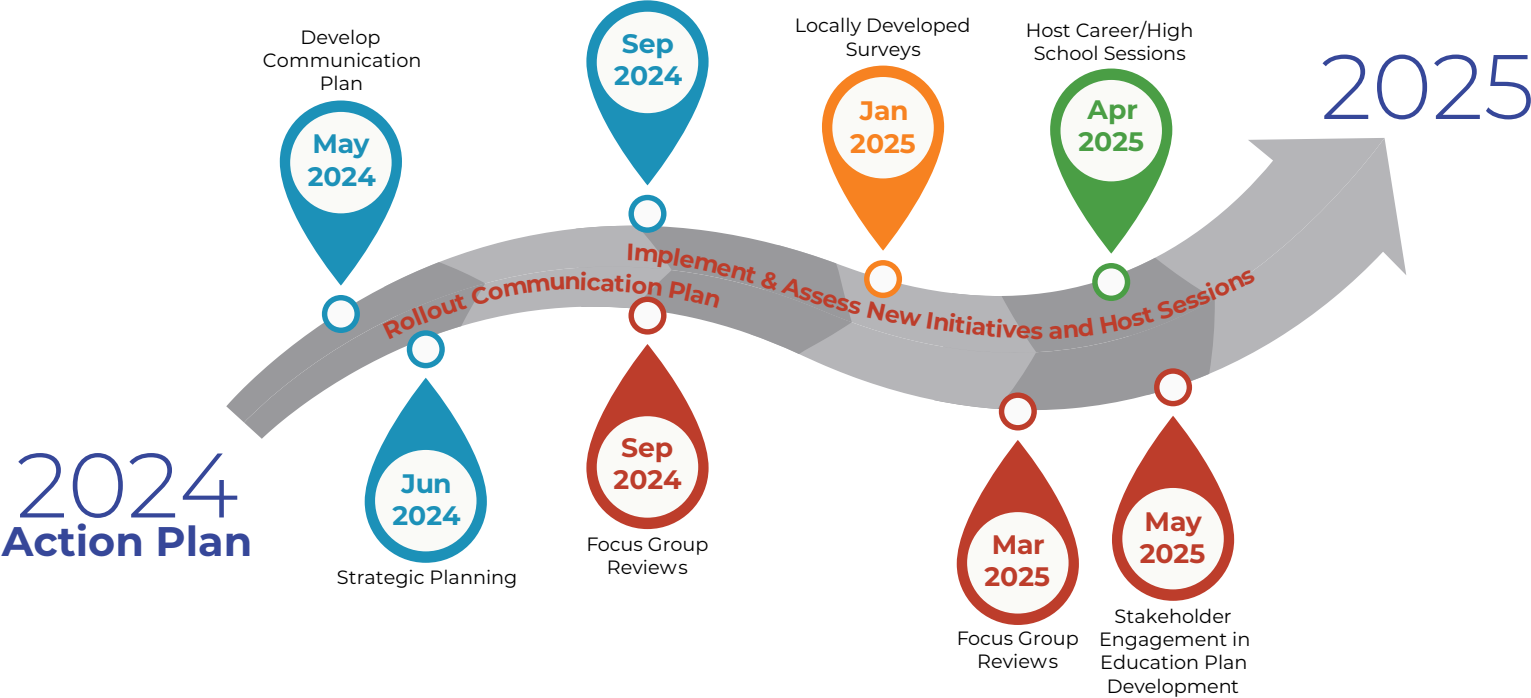 Develop
Communication
Plan
May
2024
Sep
2024
Locally Developed
Surveys
Jan
2025
Host Career/High
School Sessions
Apr
2025
2025
Rollout Communication Plan
Implement & Assess New Initiatives and Host Sessions
2024
Action Plan
Jun
2024
Strategic Planning
Sep
2024
Focus Group
Reviews
Mar
2025
Focus Group
Reviews
May
2025
Stakeholder
Engagement in
Education Plan
Development